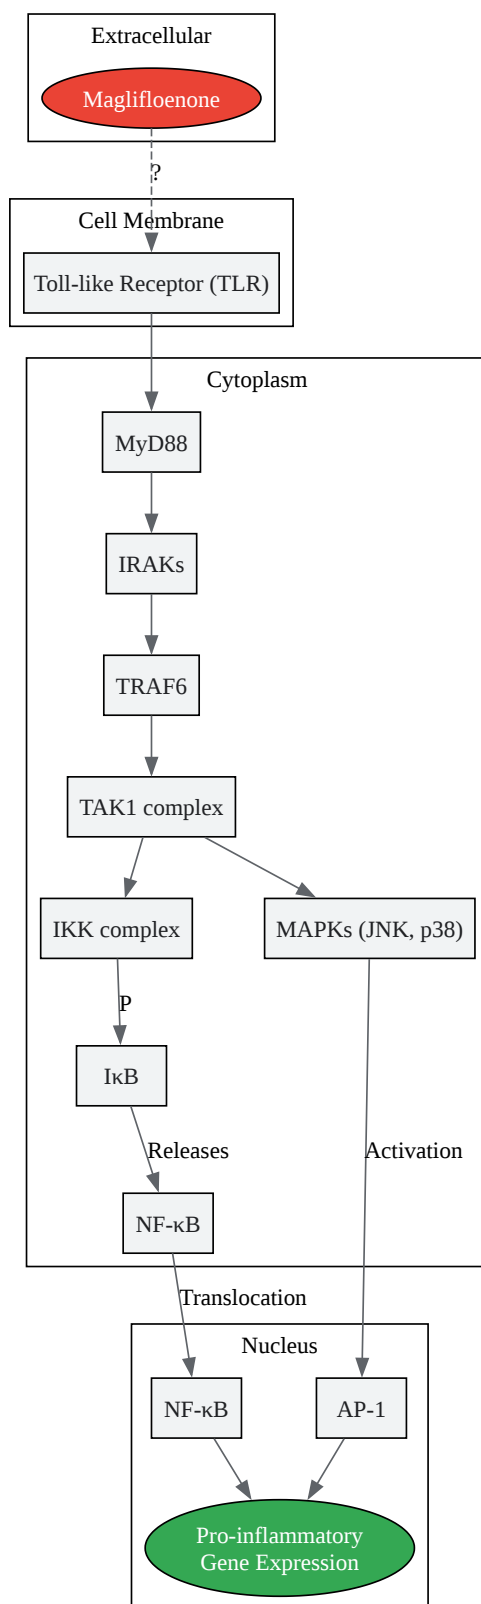 Extracellular
Maglifloenone
?
Cell Membrane
Toll-like Receptor (TLR)
Cytoplasm
MyD88
IRAKs
TRAF6
TAK1 complex
IKK complex
MAPKs (JNK, p38)
P
IκB
Releases
Activation
NF-κB
Translocation
Nucleus
NF-κB
AP-1
Pro-inflammatory
Gene Expression